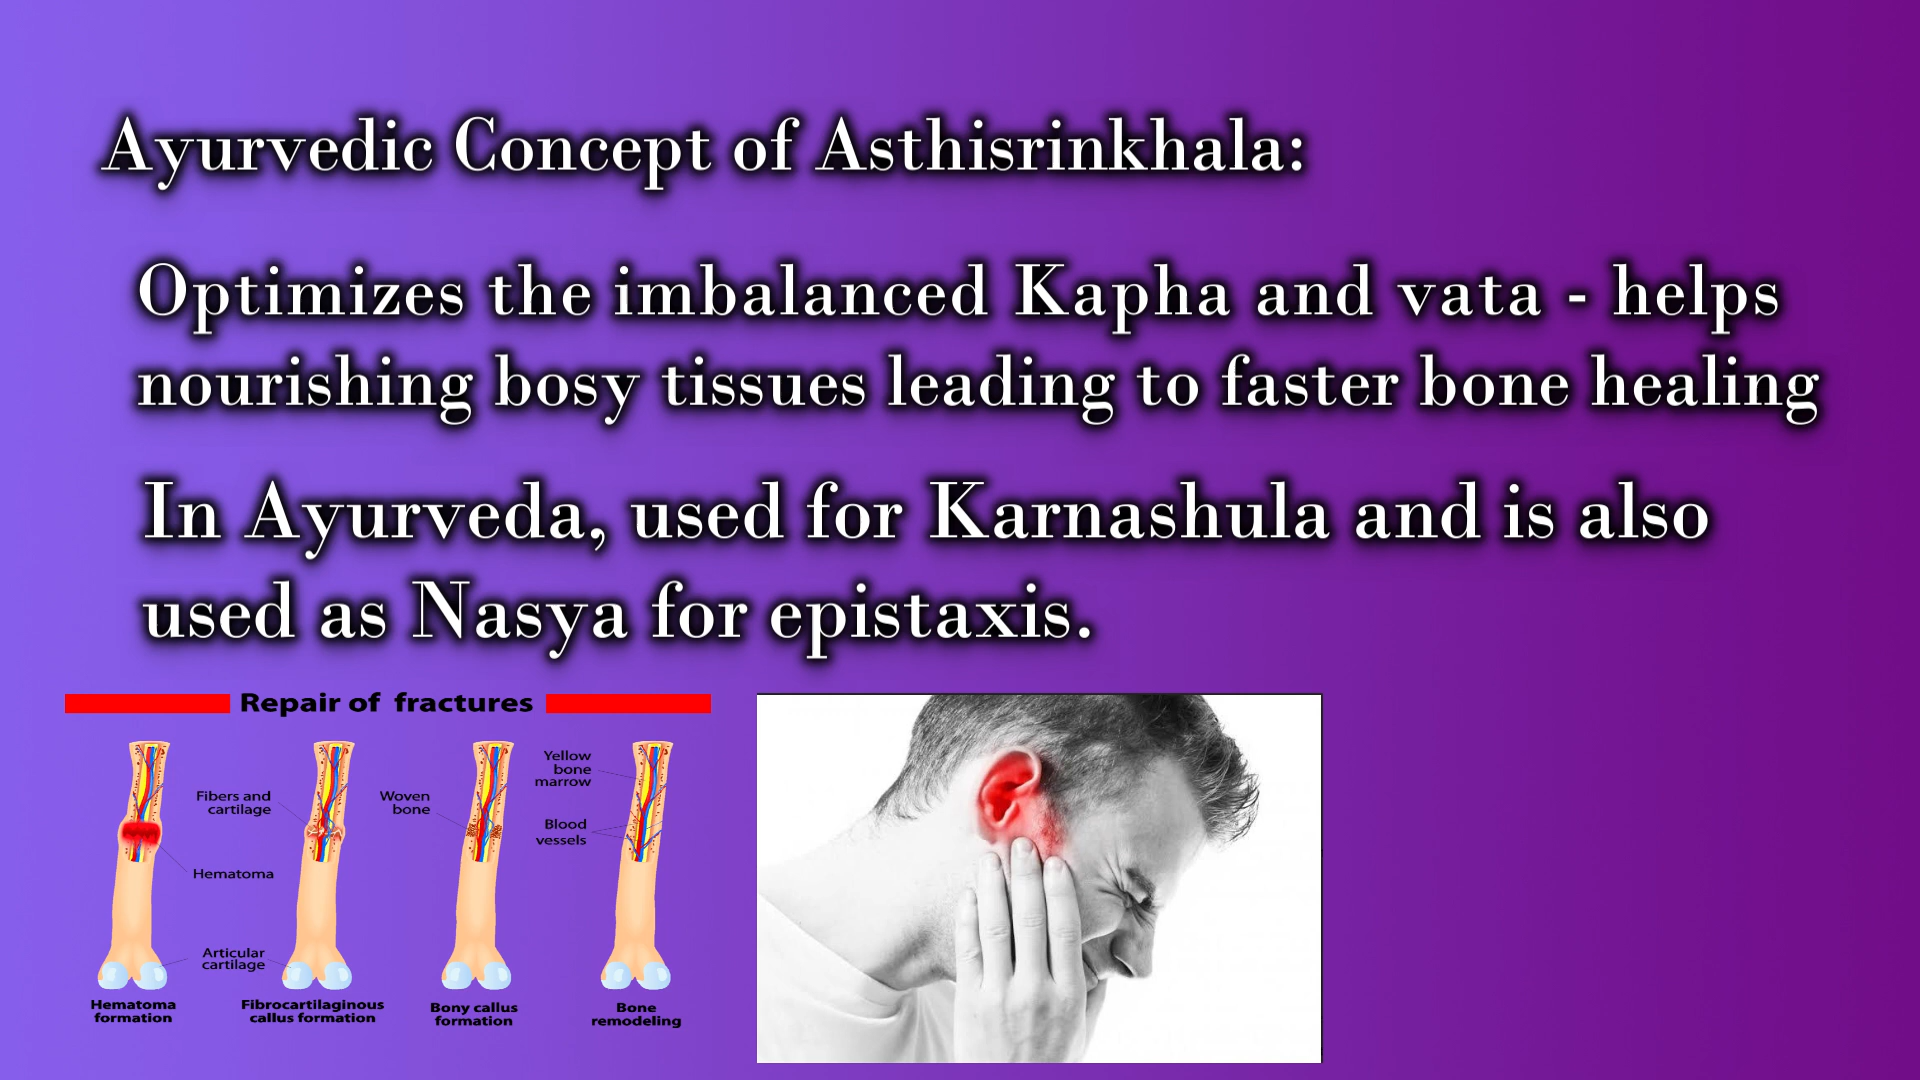 Ayurvedic Concept of Asthisrinkhala:
Optimizes the imbalanced Kapha and vata - helps
nourishing bosy tissues leading to faster bone healing
In Ayurveda, used for Karnashula and is also
used as Nasya for epistaxis.
Repair of fractures
Fibers and
cartilage
Hematoma
Articular
cartilage
Woven
bone
Yellow
bone
marrow
Blood
vessels
Hematoma
formation
Fibrocartilaginous
callus formation
Bony callus
formation
Bone
remodeling